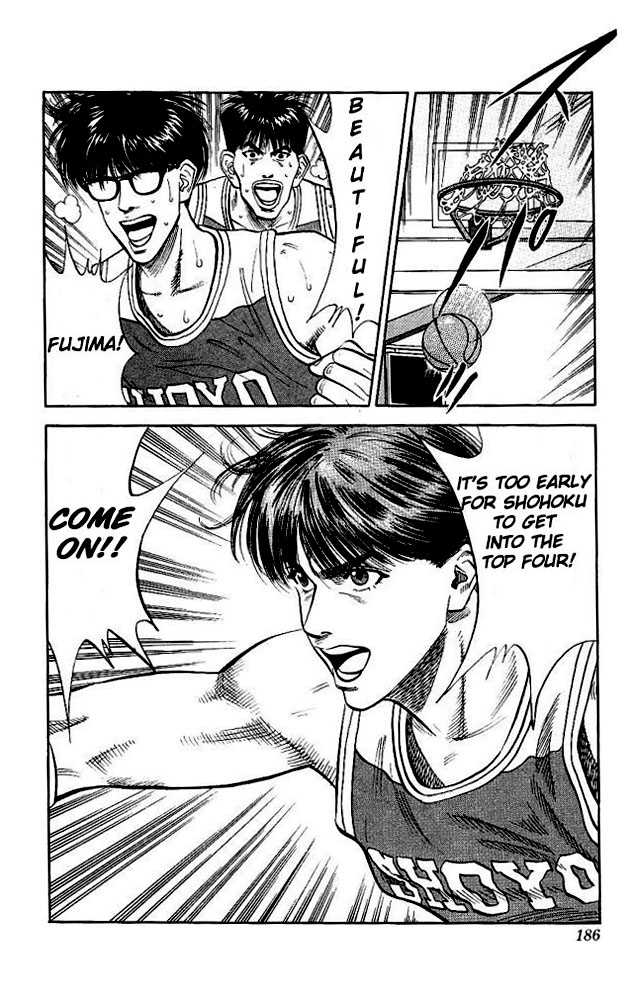 BEAUTIFUL!
FUJIMA!
SHOYO
IT'S TOO EARLY
FOR SHOHOKU
TO GET
INTO THE
TOP FOUR!
COME
ON!!
SHOYO
186